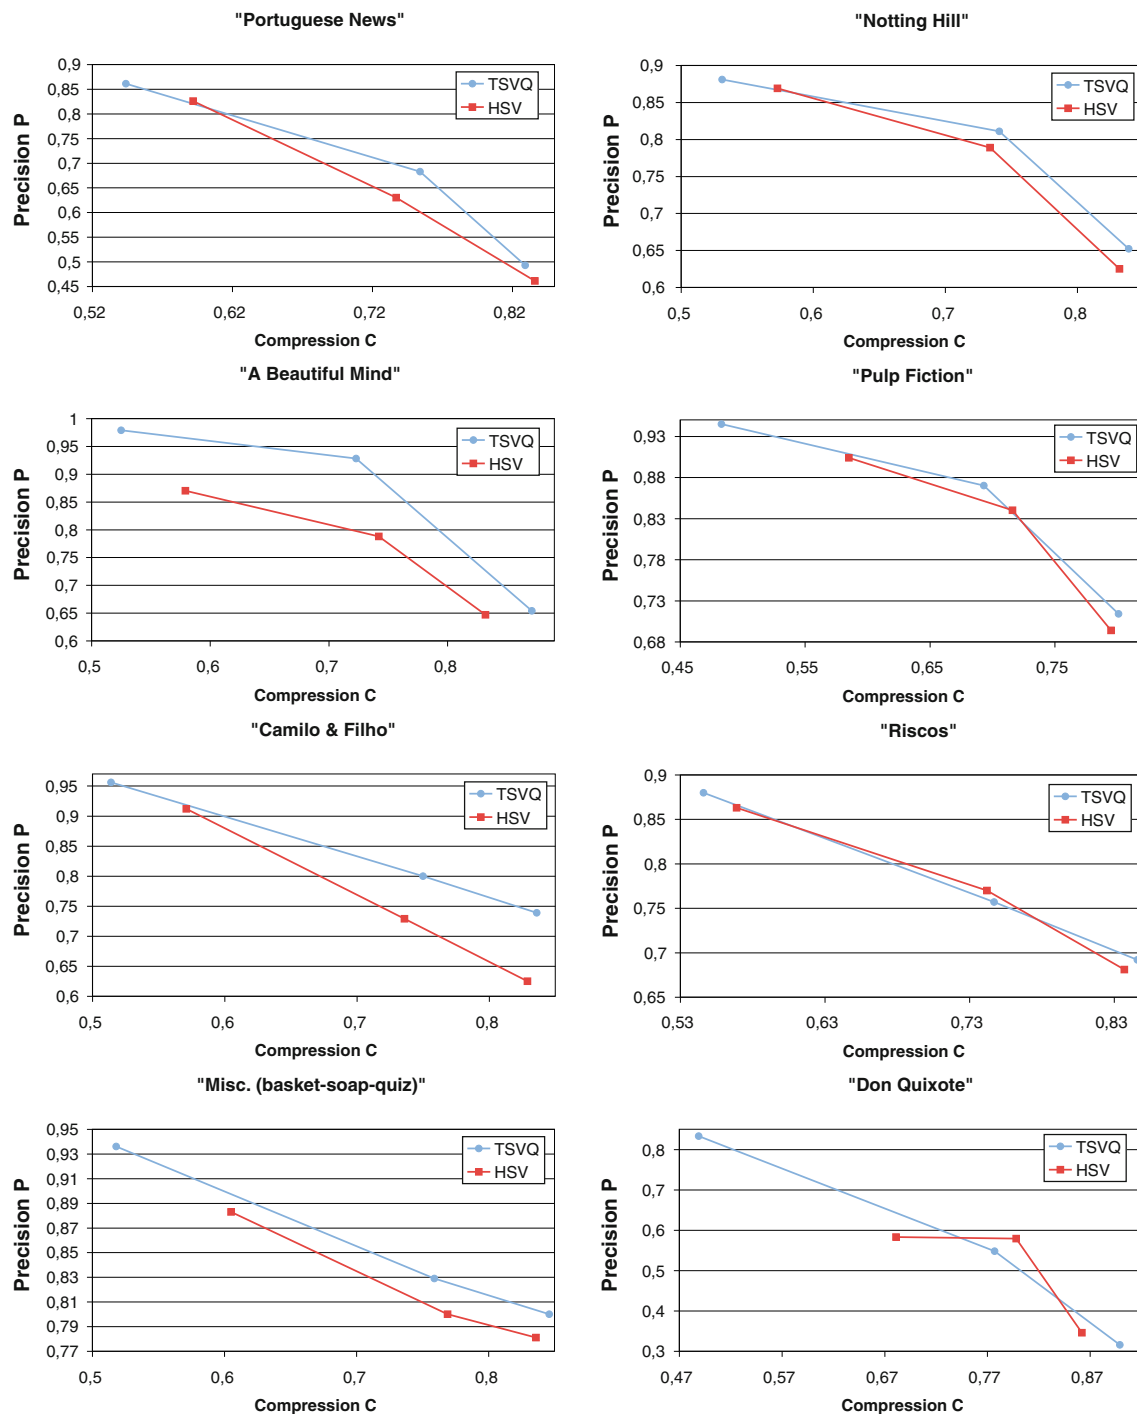 "Portuguese News"
0,9
0,85
0,8
0,75
0,7
0,65
0,6
0,55
0,5
0,45
Precision P
TSVQ
HSV
0,52
0,62
0,72
0,82
Compression C
"Notting Hill"
0,9
0,85
0,8
0,75
0,7
0,65
0,6
Precision P
TSVQ
HSV
0,5
0,6
0,7
0,8
Compression C
"A Beautiful Mind"
1
0,95
0,9
0,85
0,8
0,75
0,7
0,65
0,6
Precision P
TSVQ
HSV
0,5
0,6
0,7
0,8
Compression C
"Pulp Fiction"
0,93
0,88
0,83
0,78
0,73
0,68
Precision P
TSVQ
HSV
0,45
0,55
0,65
0,75
Compression C
"Camilo & Filho"
0,95
0,9
0,85
0,8
0,75
0,7
0,65
0,6
Precision P
TSVQ
HSV
0,5
0,6
0,7
0,8
Compression C
"Riscos"
0,9
0,85
0,8
0,75
0,7
0,65
Precision P
TSVQ
HSV
0,53
0,63
0,73
0,83
Compression C
"Misc. (basket-soap-quiz)"
0,95
0,93
0,91
0,89
0,87
0,85
0,83
0,81
0,79
0,77
Precision P
TSVQ
HSV
0,5
0,6
0,7
0,8
Compression C
"Don Quixote"
0,8
0,7
0,6
0,5
0,4
0,3
Precision P
TSVQ
HSV
0,47
0,57
0,67
0,77
0,87
Compression C